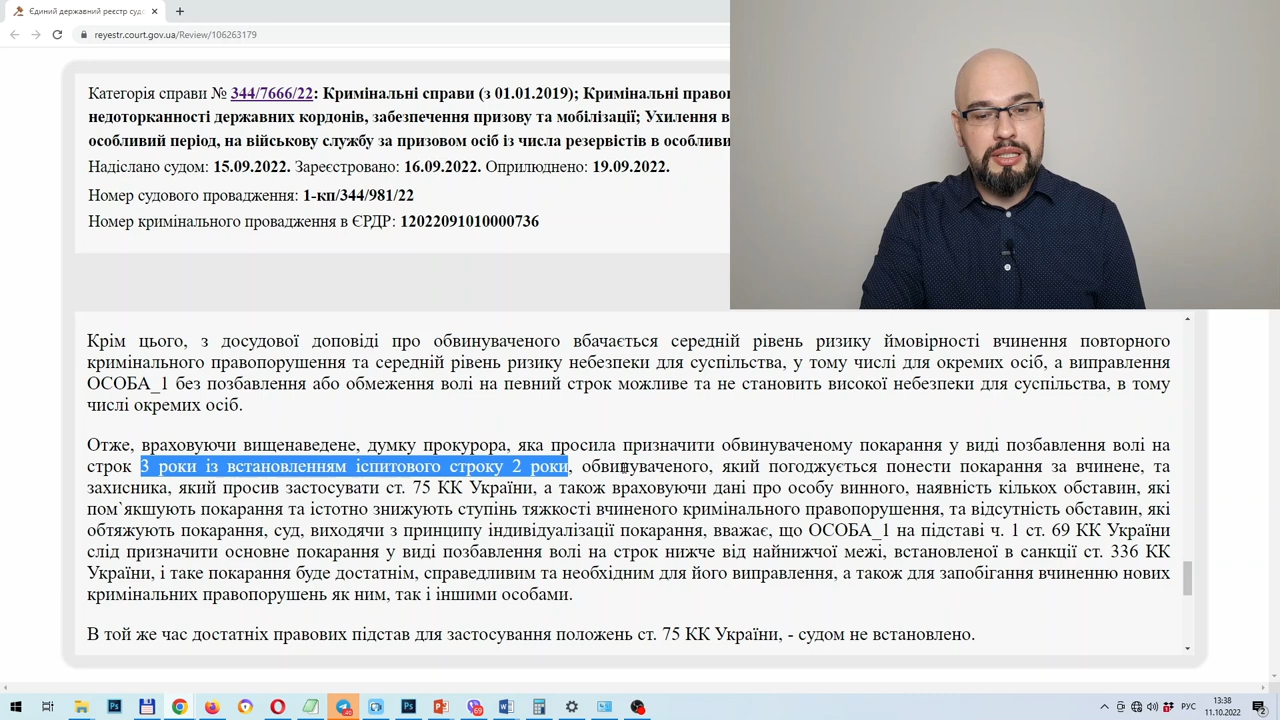 Єдиний державний реєстр судо
reyestr.court.gov.ua/Review/106263179
Категорія справи № 344/7666/22: Кримінальні справи (з 01.01.2019); Кримінальні право
недоторканності державних кордонів, забезпечення призову та мобілізації; Ухилення в
особливий період, на військову службу за призовом осіб із числа резервістів в особливи
Надіслано судом: 15.09.2022. Зареєстровано: 16.09.2022. Оприлюднено: 19.09.2022.
Номер судового провадження: 1-кп/344/981/22
Номер кримінального провадження в ЄРДР: 12022091010000736
Крім цього, з досудової доповіді про обвинуваченого вбачається середній рівень ризику ймовірності вчинення повторного
кримінального правопорушення та середній рівень ризику небезпеки для суспільства, у тому числі для окремих осіб, а виправлення
ОСОБА_1 без позбавлення або обмеження волі на певний строк можливе та не становить високої небезпеки для суспільства, в тому
числі окремих осіб.
Отже, враховуючи вищенаведене, думку прокурора, яка просила призначити обвинуваченому покарання у виді позбавлення волі на
строк 3 роки із встановленням іспитового строку 2 роки, обвинуваченого, який погоджується понести покарання за вчинене, та
захисника, який просив застосувати ст. 75 КК України, а також враховуючи дані про особу винного, наявність кількох обставин, які
пом`якшують покарання та істотно знижують ступінь тяжкості вчиненого кримінального правопорушення, та відсутність обставин, які
обтяжують покарання, суд, виходячи з принципу індивідуалізації покарання, вважає, що ОСОБА_1 на підставі ч. 1 ст. 69 КК України
слід призначити основне покарання у виді позбавлення волі на строк нижче від найнижчої межі, встановленої в санкції ст. 336 КК
України, і таке покарання буде достатнім, справедливим та необхідним для його виправлення, а також для запобігання вчиненню нових
кримінальних правопорушень як ним, так і іншими особами.
В той же час достатніх правових підстав для застосування положень ст. 75 КК України, - судом не встановлено.
РУС
13:38
11.10.2022